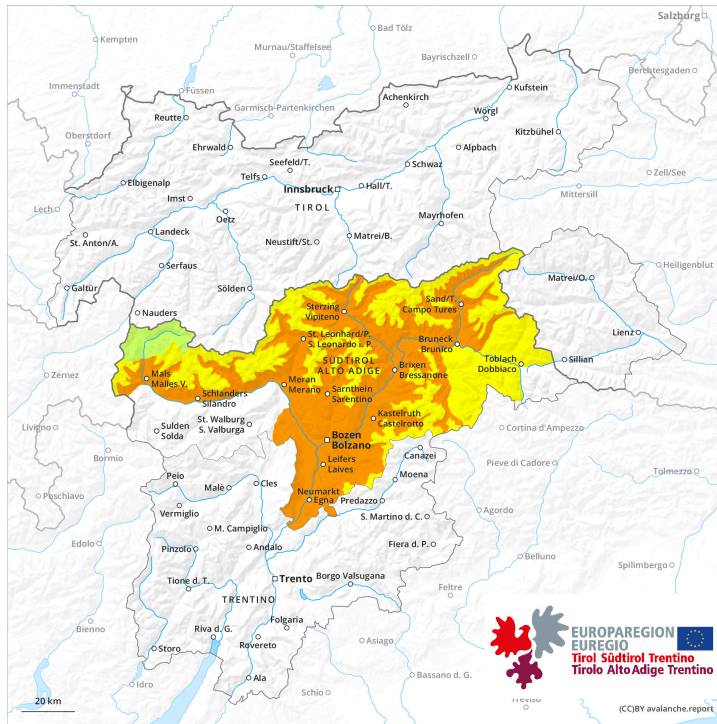 Salzburg
Kempten
Bad Tölz
Murnau/Staffelsee
Bayrischzell
Berchtesgaden
Immenstadt
Füssen
Achenkirch
Kufstein
Garmisch-Partenkirchen
Reutte
Wörgl
Oberstdorf
Kitzbühel
Ehrwald
Alpbach
Seefeld/T.
Schwaz
Zell/See
Elbigenalp
Telfs
Innsbruck
Hall/T.
Mittersill
Imst
TIROL
Lech
Oetz
Mayrhofen
St. Anton/A.
Landeck
Neustift/St.
Matrei/B.
Serfaus
Heiligenblut
Matrei/O.
Galtür
Sölden
Sand/T.
Campo Tures
Sterzing
Vipiteno
Nauders
Lienz
St. Leonhard/P.
S. Leonardo i. P.
Bruneck
Brunico
SÜDTIROL
ALTO ADIGE
Toblach
Dobbiaco
Sillian
Zernez
Mals
Malles V.
Meran
Merano
Brixen
Bressanone
Schlanders
Silandro
Sarnthein
Sarentino
Kastelruth
Castelrotto
St. Walburg
S. Valburga
Livigno
Sulden
Solda
Cortina d'Ampezzo
Bozen
Bolzano
Bormio
Canazei
Leifers
Laives
Pieve di Cadore
Tolmezzo
Peio
Moena
Poschiavo
Malè
Cles
Neumarkt
Egna
Predazzo
Vermiglio
Agordo
S. Martino d. C.
M. Campiglio
Edolo
Pinzolo
Andalo
Fiera d. P.
Belluno
Spilimbergo
Tione d. T.
Trento
Borgo Valsugana
Feltre
TRENTINO
Bienno
Folgaria
Riva d. G.
Storo
Rovereto
Asiago
Idro
Ala
Schio
Bassano d. G.
EUROPAREGION
EUREGIO
Tirol Südtirol Trentino
Tirolo Alto Adige Trentino
20 km
Treviso
(CC)BY avalanche.report